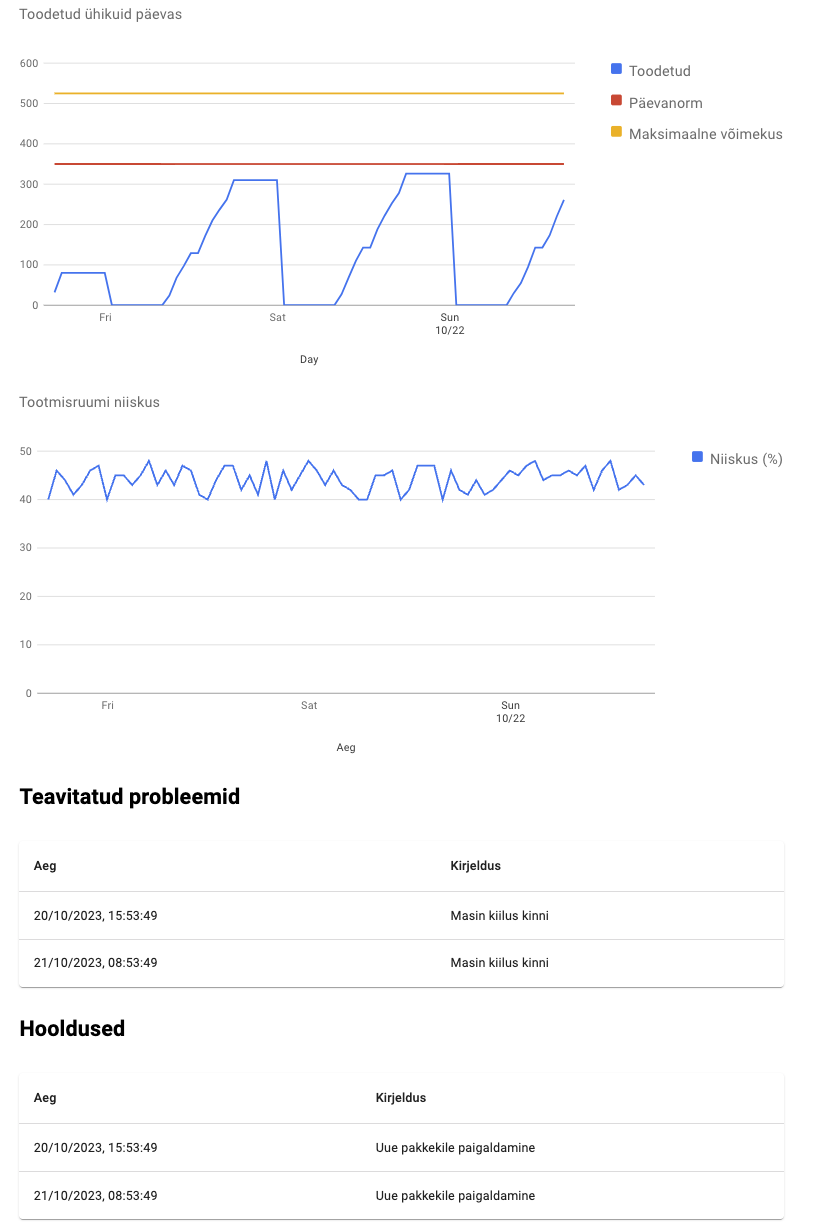 Toodetud ühikuid päevas
600
500
400
300
200
100
0
Fri
Sat
Sun
10/22
Day
Toodetud
Päevanorm
Maksimaalne võimekus
Tootmisruumi niiskus
50
40
30
20
10
0
Fri
Sat
Sun
10/22
Aeg
Niiskus (%)
Teavitatud probleemid
Aeg Kirjeldus
20/10/2023, 15:53:49 Masin kiilus kinni
21/10/2023, 08:53:49 Masin kiilus kinni
Hooldused
Aeg Kirjeldus
20/10/2023, 15:53:49 Uue pakkekile paigaldamine
21/10/2023, 08:53:49 Uue pakkekile paigaldamine